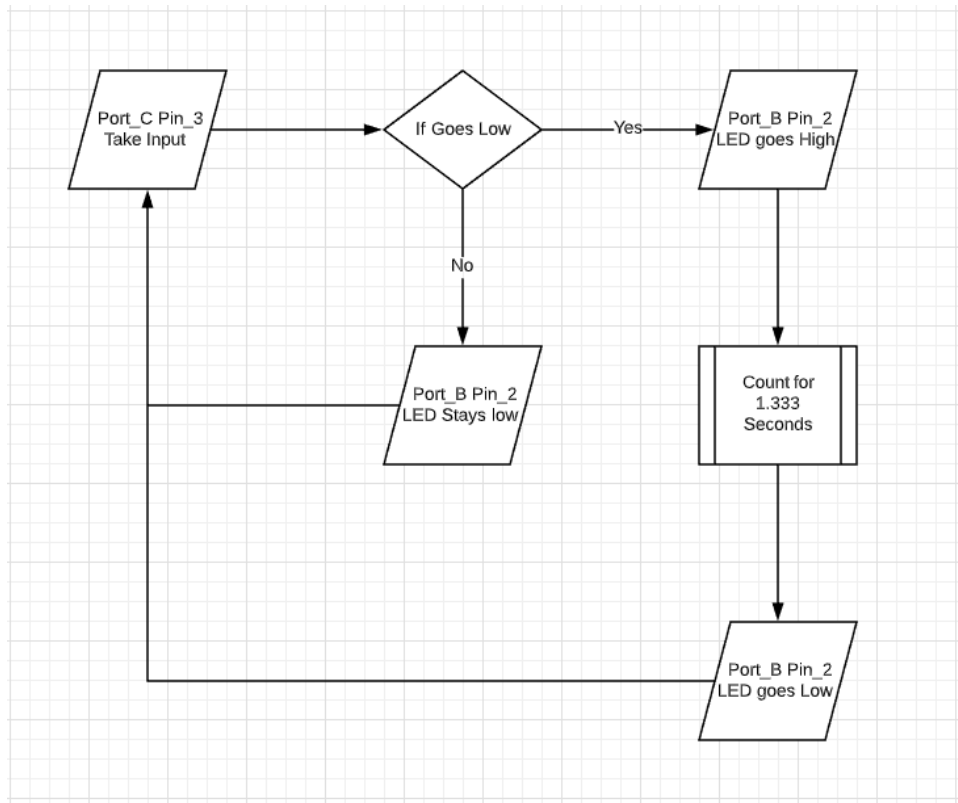 Port_C Pin_3
Take Input
If Goes Low
Yes
Port_B Pin_2
LED goes High
No
Port_B Pin_2
LED Stays low
Count for
1.333
Seconds
Port_B Pin_2
LED goes Low